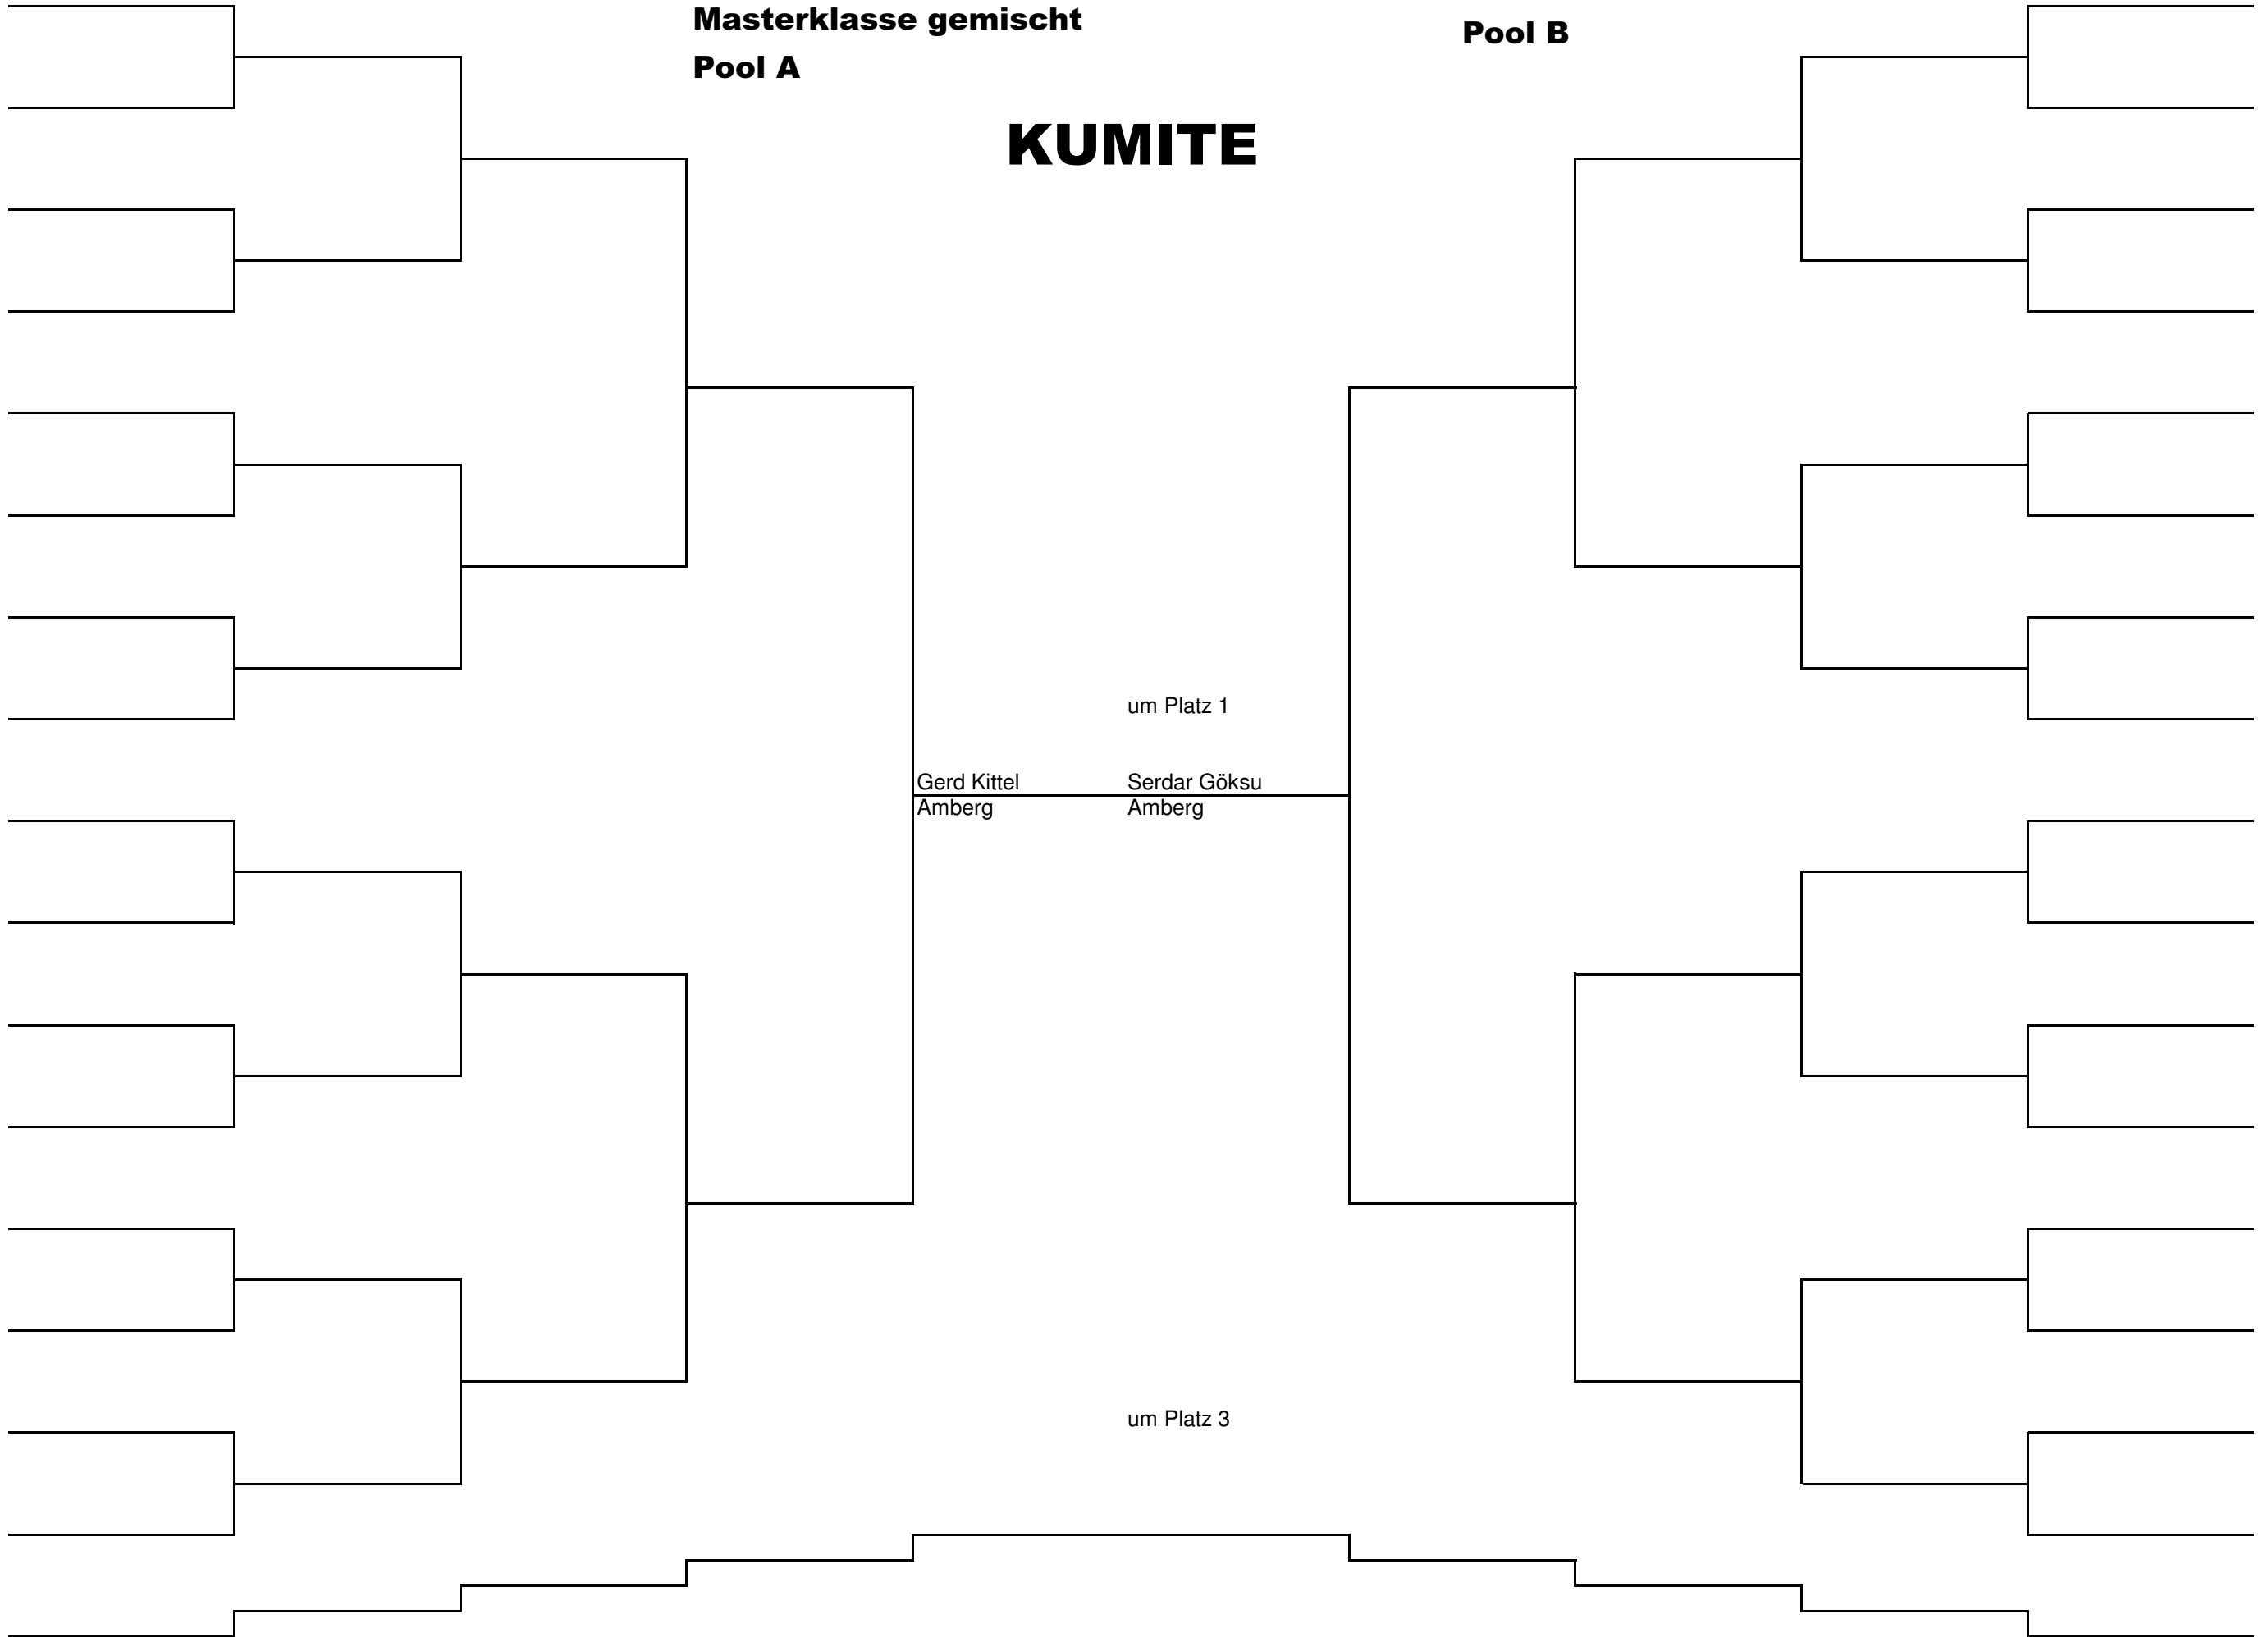 Masterklasse gemischt
Pool A
Pool B
KUMITE
um Platz 1
Gerd Kittel Serdar Göksu
Amberg Amberg
um Platz 3